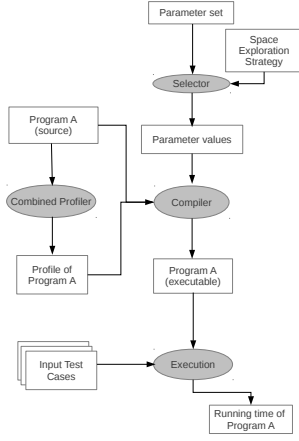 Parameter set
Space
Exploration
Strategy
Selector
Program A
(source)
Parameter values
Combined Profiler
Compiler
Profile of
Program A
Program A
(executable)
Input Test
Cases
Execution
Running time of
Program A